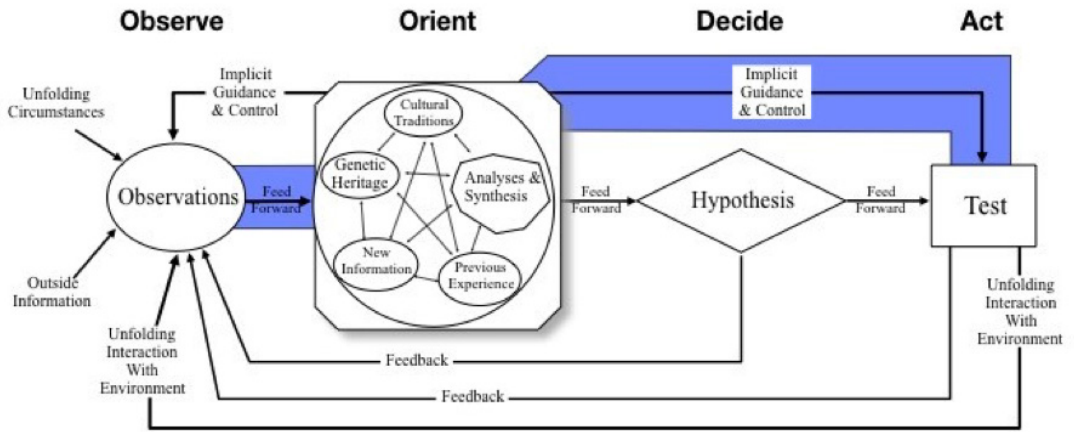 Observe
Orient
Decide
Act
Implicit
Guidance
& Control
Unfolding
Circumstances
Cultural
Traditions
Implicit
Guidance
& Control
Genetic
Heritage
Analyses &
Synthesis
Observations
Feed
Forward
Feed
Forward
Hypothesis
Feed
Forward
Test
New
Information
Previous
Experience
Outside
Information
Unfolding
Interaction
With
Environment
Unfolding
Interaction
With
Environment
Feedback
Feedback